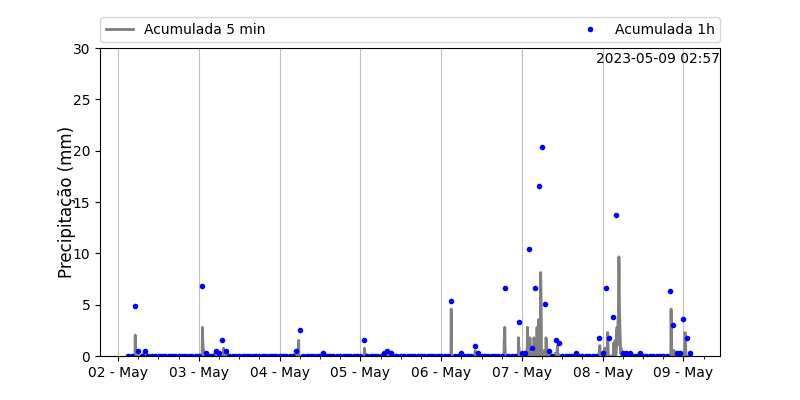 Acumulada 5 min
Acumulada 1h
2023-05-09 02:57
Precipitação (mm)
30
25
20
15
10
5
0
02 - May
03 - May
04 - May
05 - May
06 - May
07 - May
08 - May
09 - May